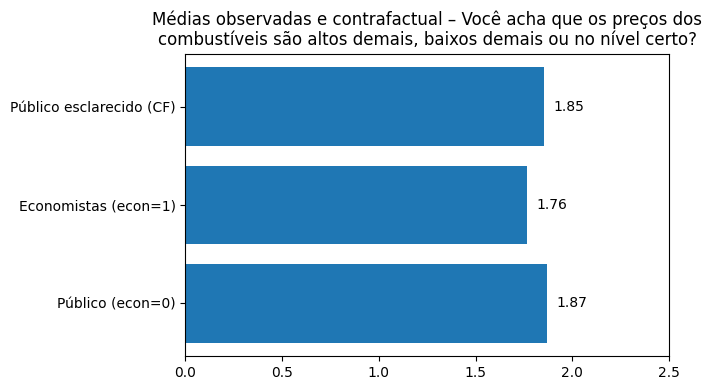 Médias observadas e contrafactual – Você acha que os preços dos
combustíveis são altos demais, baixos demais ou no nível certo?
Público esclarecido (CF)
1.85
Economistas (econ=1)
1.76
Público (econ=0)
1.87
0.0 0.5 1.0 1.5 2.0 2.5